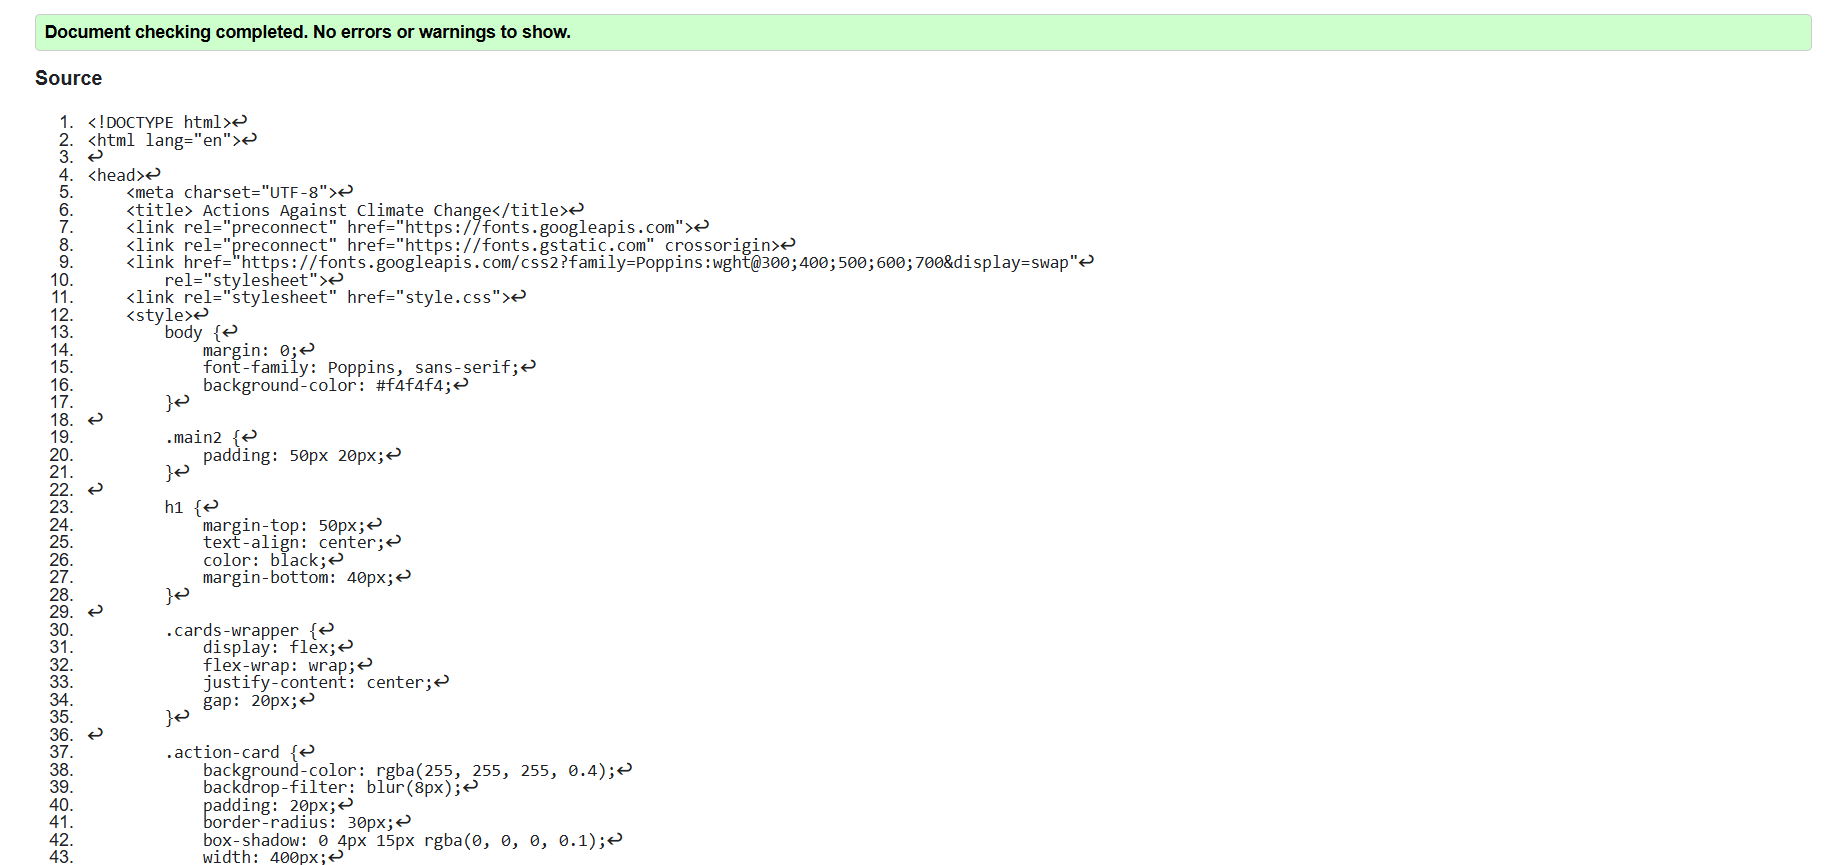 Document checking completed. No errors or warnings to show.
Source
1. <!DOCTYPE html>↩
2. <html lang="en">↩
3. ↩
4. <head>↩
5.     <meta charset="UTF-8">↩
6.     <title> Actions Against Climate Change</title>↩
7.     <link rel="preconnect" href="https://fonts.googleapis.com">↩
8.     <link rel="preconnect" href="https://fonts.gstatic.com" crossorigin>↩
9.     <link href="https://fonts.googleapis.com/css2?family=Poppins:wght@300;400;500;600;700&display=swap"↩
10.         rel="stylesheet">↩
11.     <link rel="stylesheet" href="style.css">↩
12.     <style>↩
13.         body {↩
14.             margin: 0;↩
15.             font-family: Poppins, sans-serif;↩
16.             background-color: #f4f4f4;↩
17.         }↩
18. ↩
19.         .main2 {↩
20.             padding: 50px 20px;↩
21.         }↩
22. ↩
23.         h1 {↩
24.             margin-top: 50px;↩
25.             text-align: center;↩
26.             color: black;↩
27.             margin-bottom: 40px;↩
28.         }↩
29. ↩
30.         .cards-wrapper {↩
31.             display: flex;↩
32.             flex-wrap: wrap;↩
33.             justify-content: center;↩
34.             gap: 20px;↩
35.         }↩
36. ↩
37.         .action-card {↩
38.             background-color: rgba(255, 255, 255, 0.4);↩
39.             backdrop-filter: blur(8px);↩
40.             padding: 20px;↩
41.             border-radius: 30px;↩
42.             box-shadow: 0 4px 15px rgba(0, 0, 0, 0.1);↩
43.             width: 400px;↩